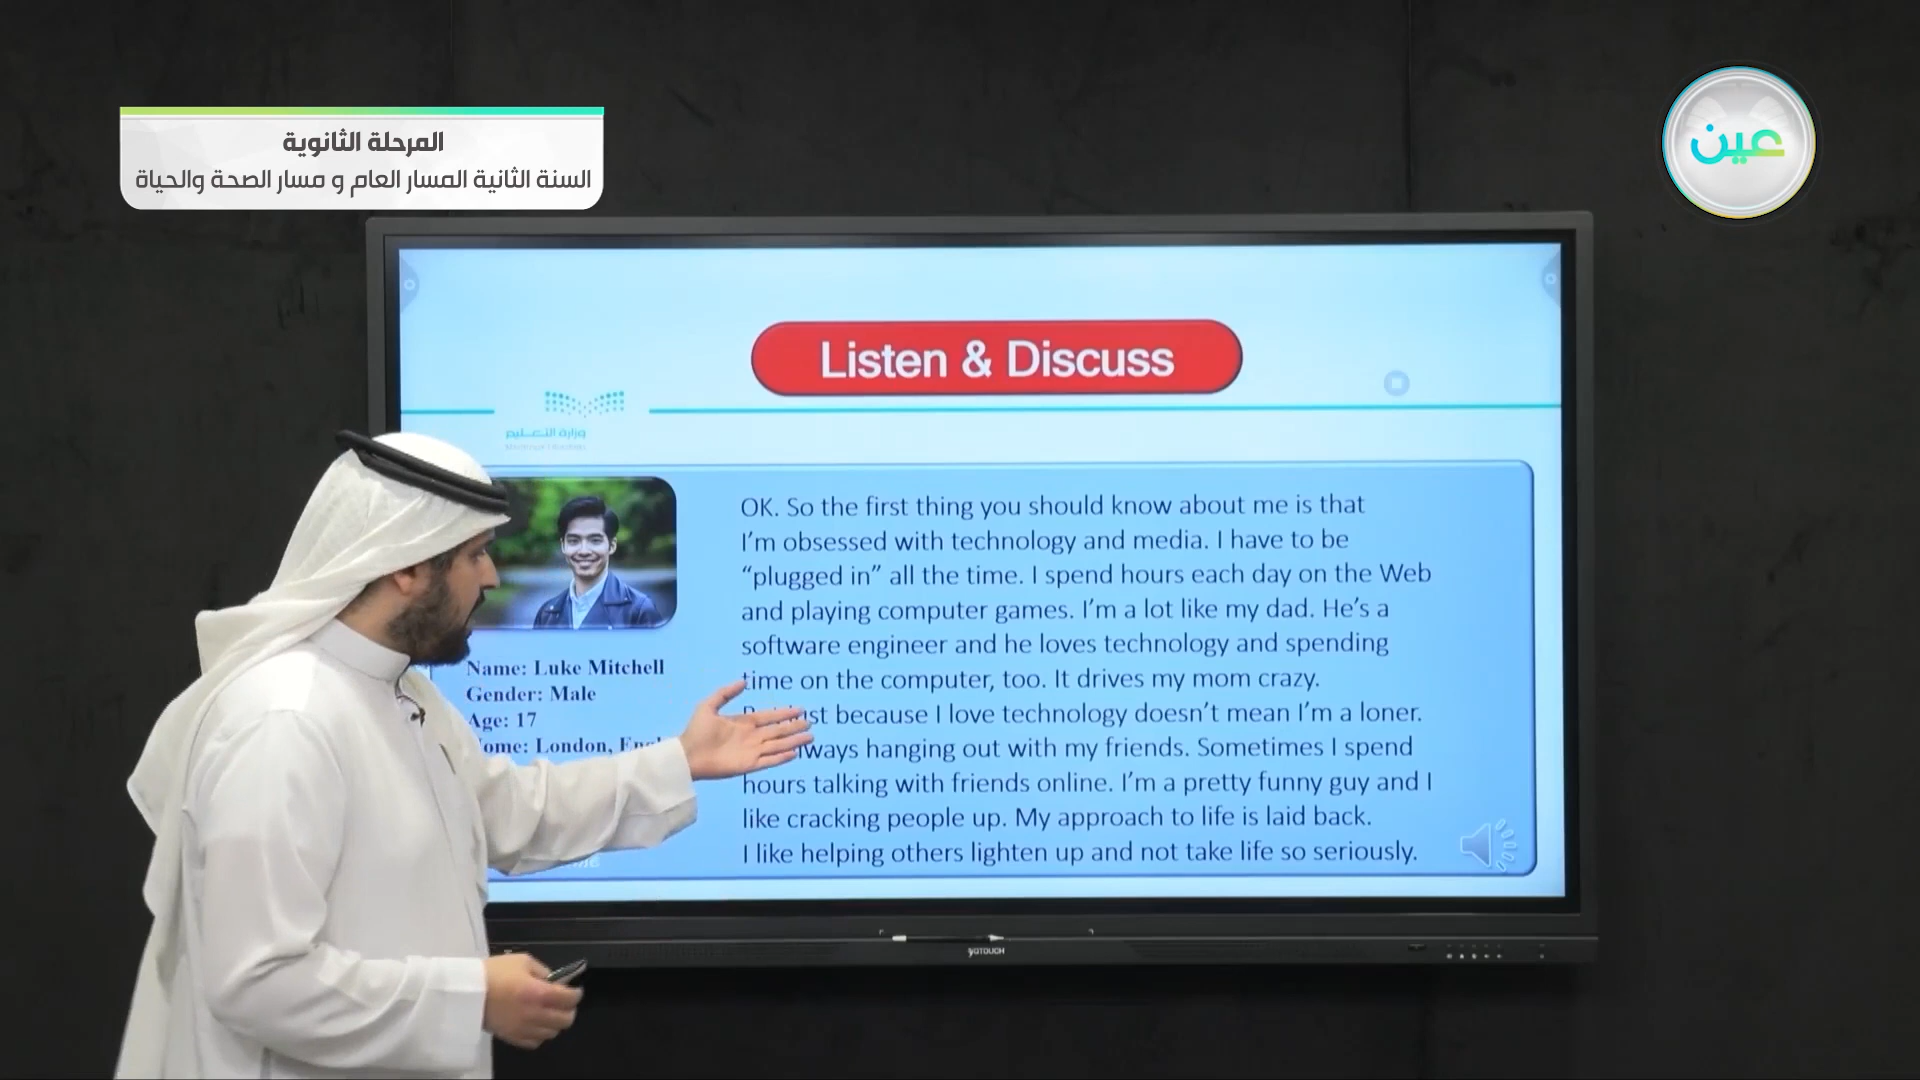 المرحلة الثانوية
السنة الثانية المسار العام و مسار الصحة والحياة
عين
Listen & Discuss
وزارة التعليم
Name: Luke Mitchell
Gender: Male
Age: 17
London,
OK. So the first thing you should know about me is that
I'm obsessed with technology and media. I have to be
“plugged in” all the time. I spend hours each day on the Web
and playing computer games. I'm a lot like my dad. He's a
software engineer and he loves technology and spending
time on the computer, too. It drives my mom crazy.
because I love technology doesn't mean I'm a loner.
hanging out with my friends. Sometimes I spend
hours talking with friends online. I'm a pretty funny guy and I
like cracking people up. My approach to life is laid back.
I like helping others lighten up and not take life so seriously.